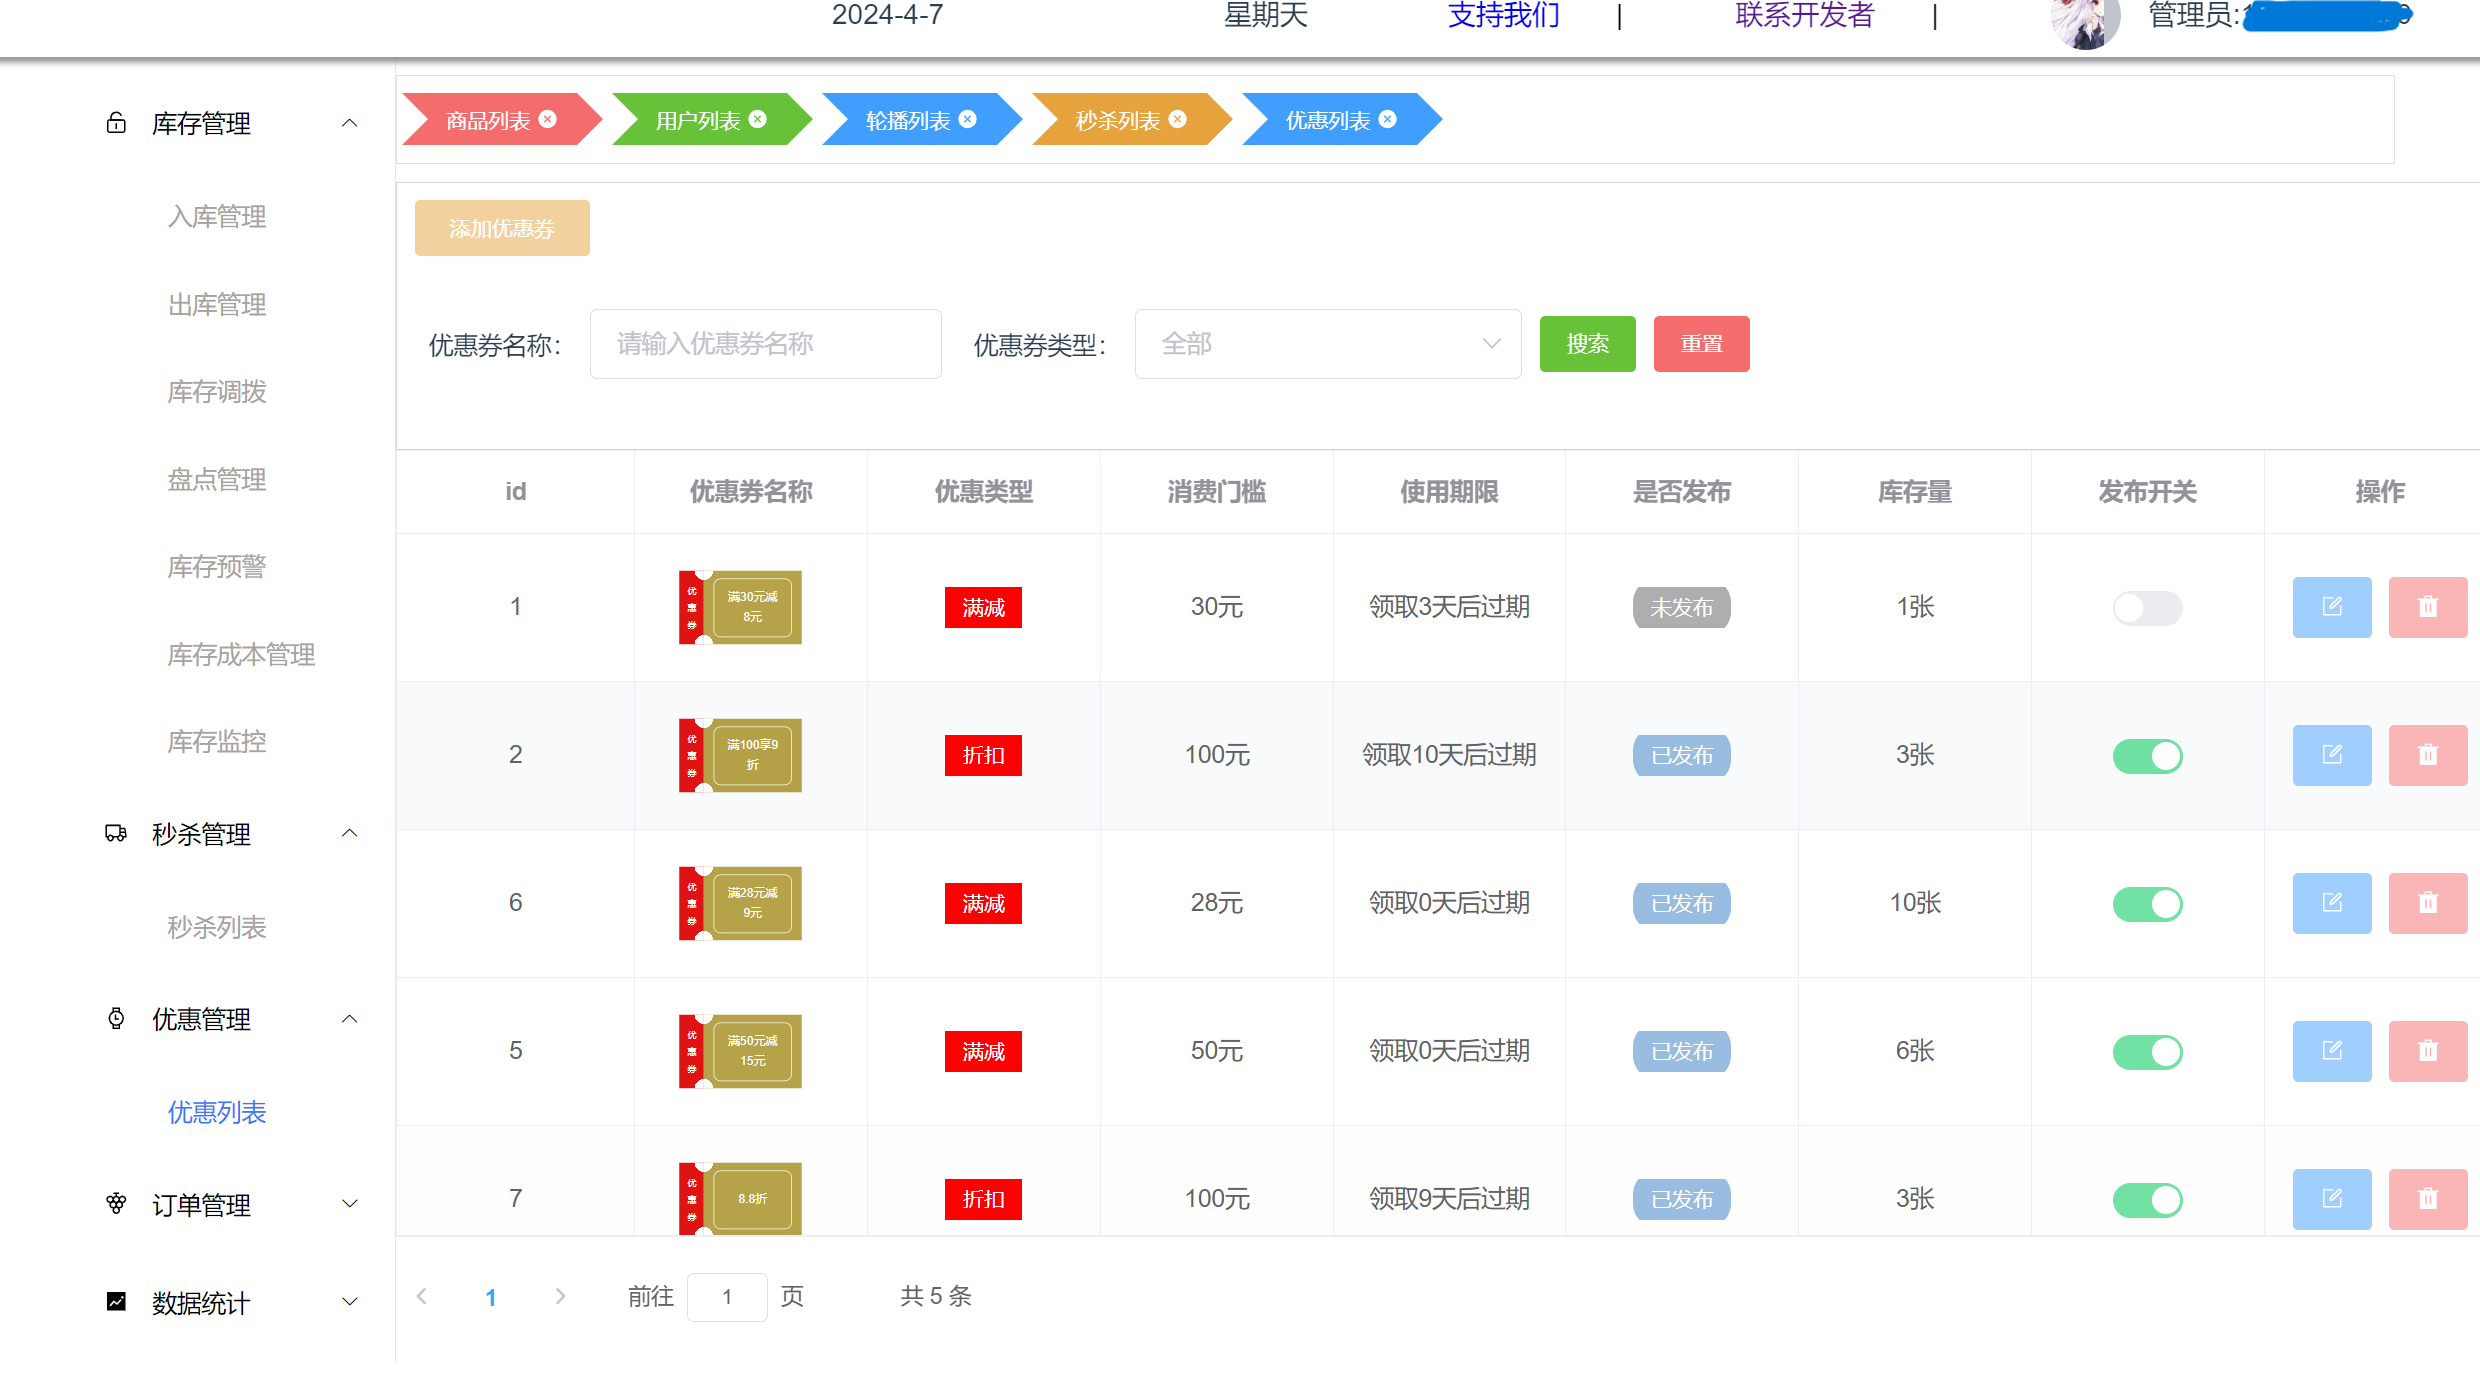 2024-4-7 星期天 支持我们 | 联系开发者 | 管理员:
库存管理
入库管理
出库管理
库存调拨
盘点管理
库存预警
库存成本管理
库存监控
秒杀管理
秒杀列表
优惠管理
优惠列表
订单管理
数据统计
商品列表 用户列表 轮播列表 秒杀列表 优惠列表
添加优惠券
优惠券名称: 请输入优惠券名称 优惠券类型: 全部 搜索 重置
id 优惠券名称 优惠类型 消费门槛 使用期限 是否发布 库存量 发布开关 操作
1 优惠券 满30元减8元 满减 30元 领取3天后过期 未发布 1张
2 优惠券 满100享9折 折扣 100元 领取10天后过期 已发布 3张
6 优惠券 满28元减9元 满减 28元 领取0天后过期 已发布 10张
5 优惠券 满50元减15元 满减 50元 领取0天后过期 已发布 6张
7 优惠券 8.8折 折扣 100元 领取9天后过期 已发布 3张
1 前往 1 页 共 5 条